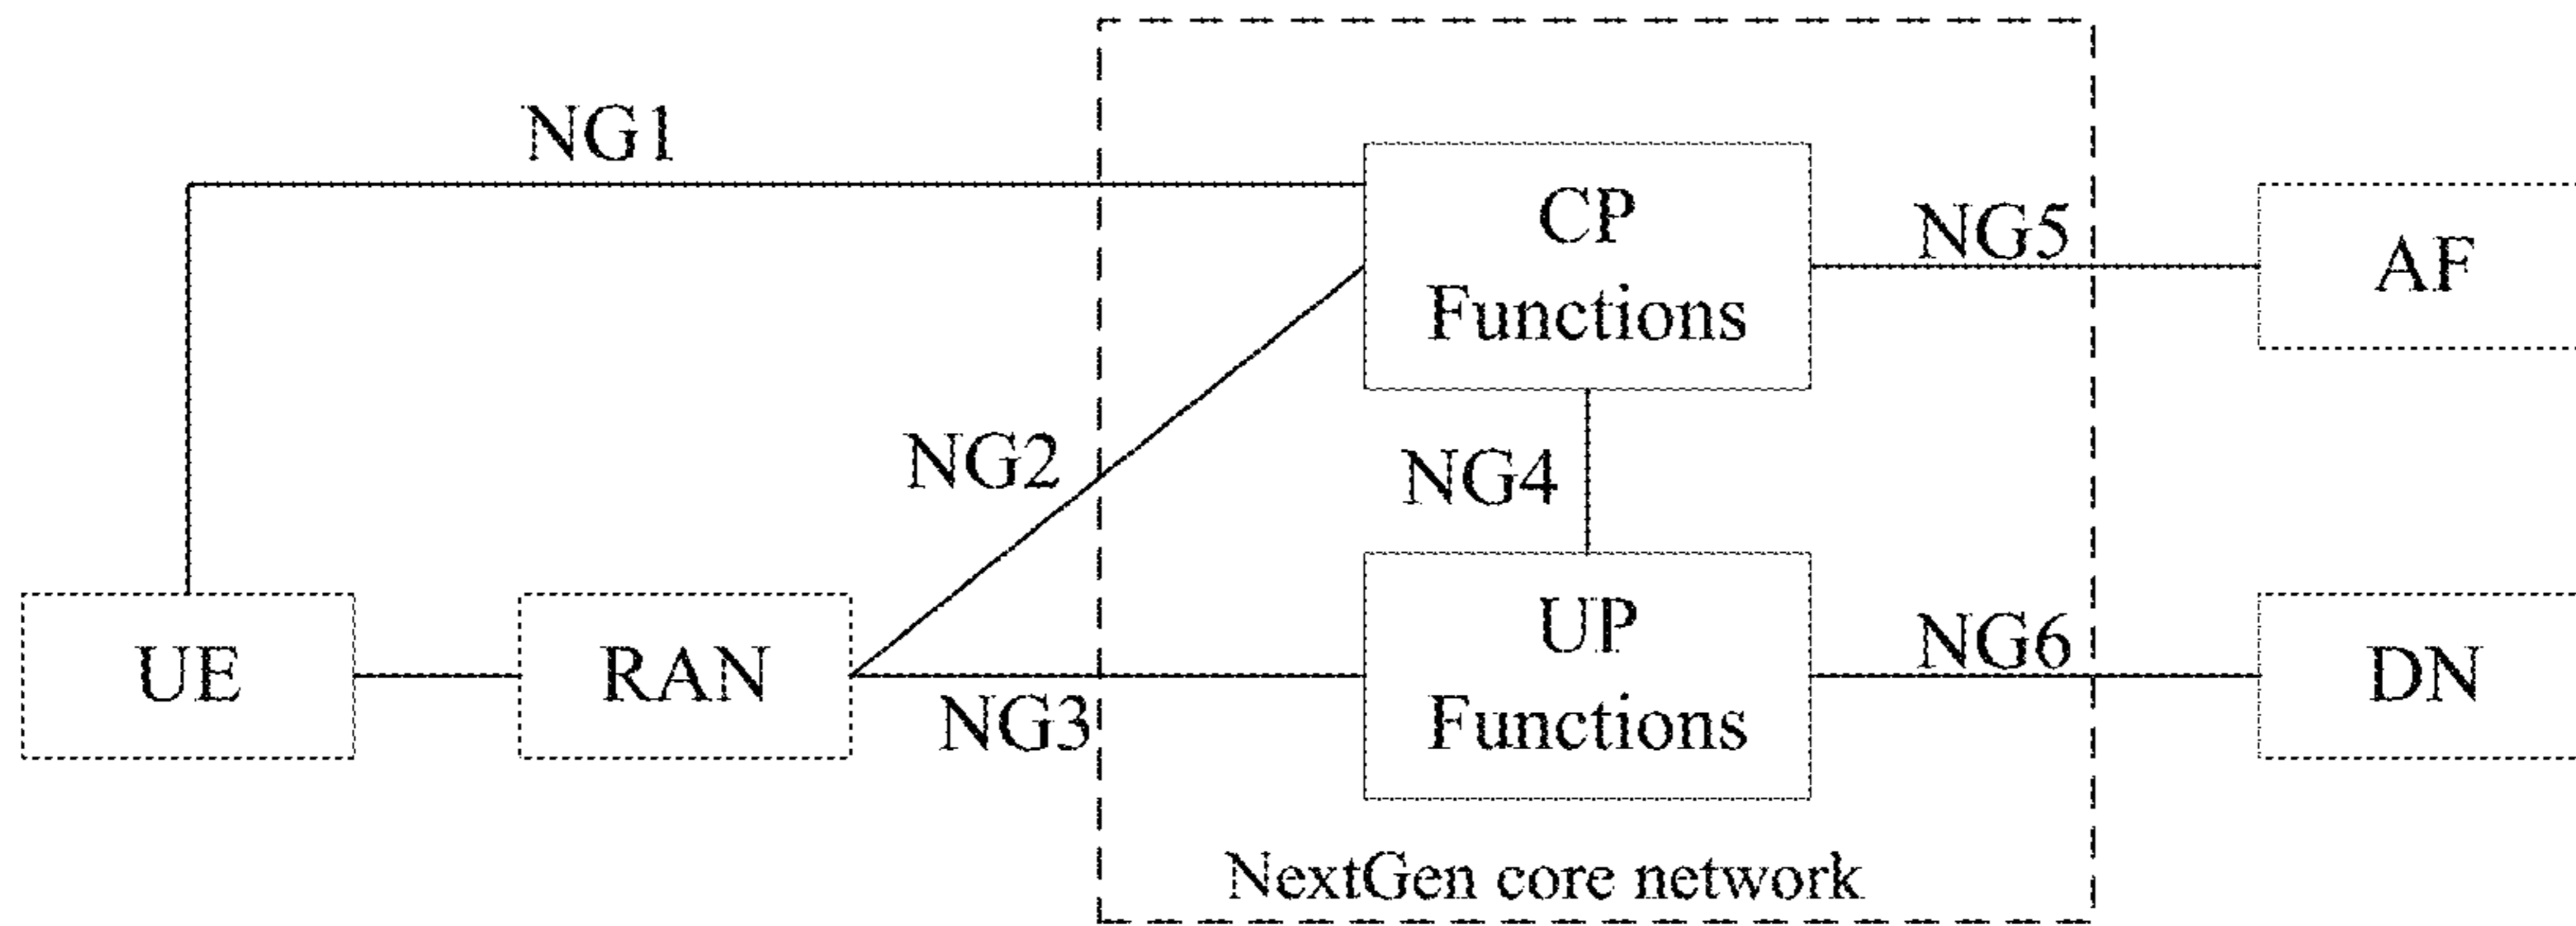 NG1
CP
Functions
NG5
AF
NG2
NG4
UE
RAN
NG3
UP
Functions
NG6
DN
NextGen core network